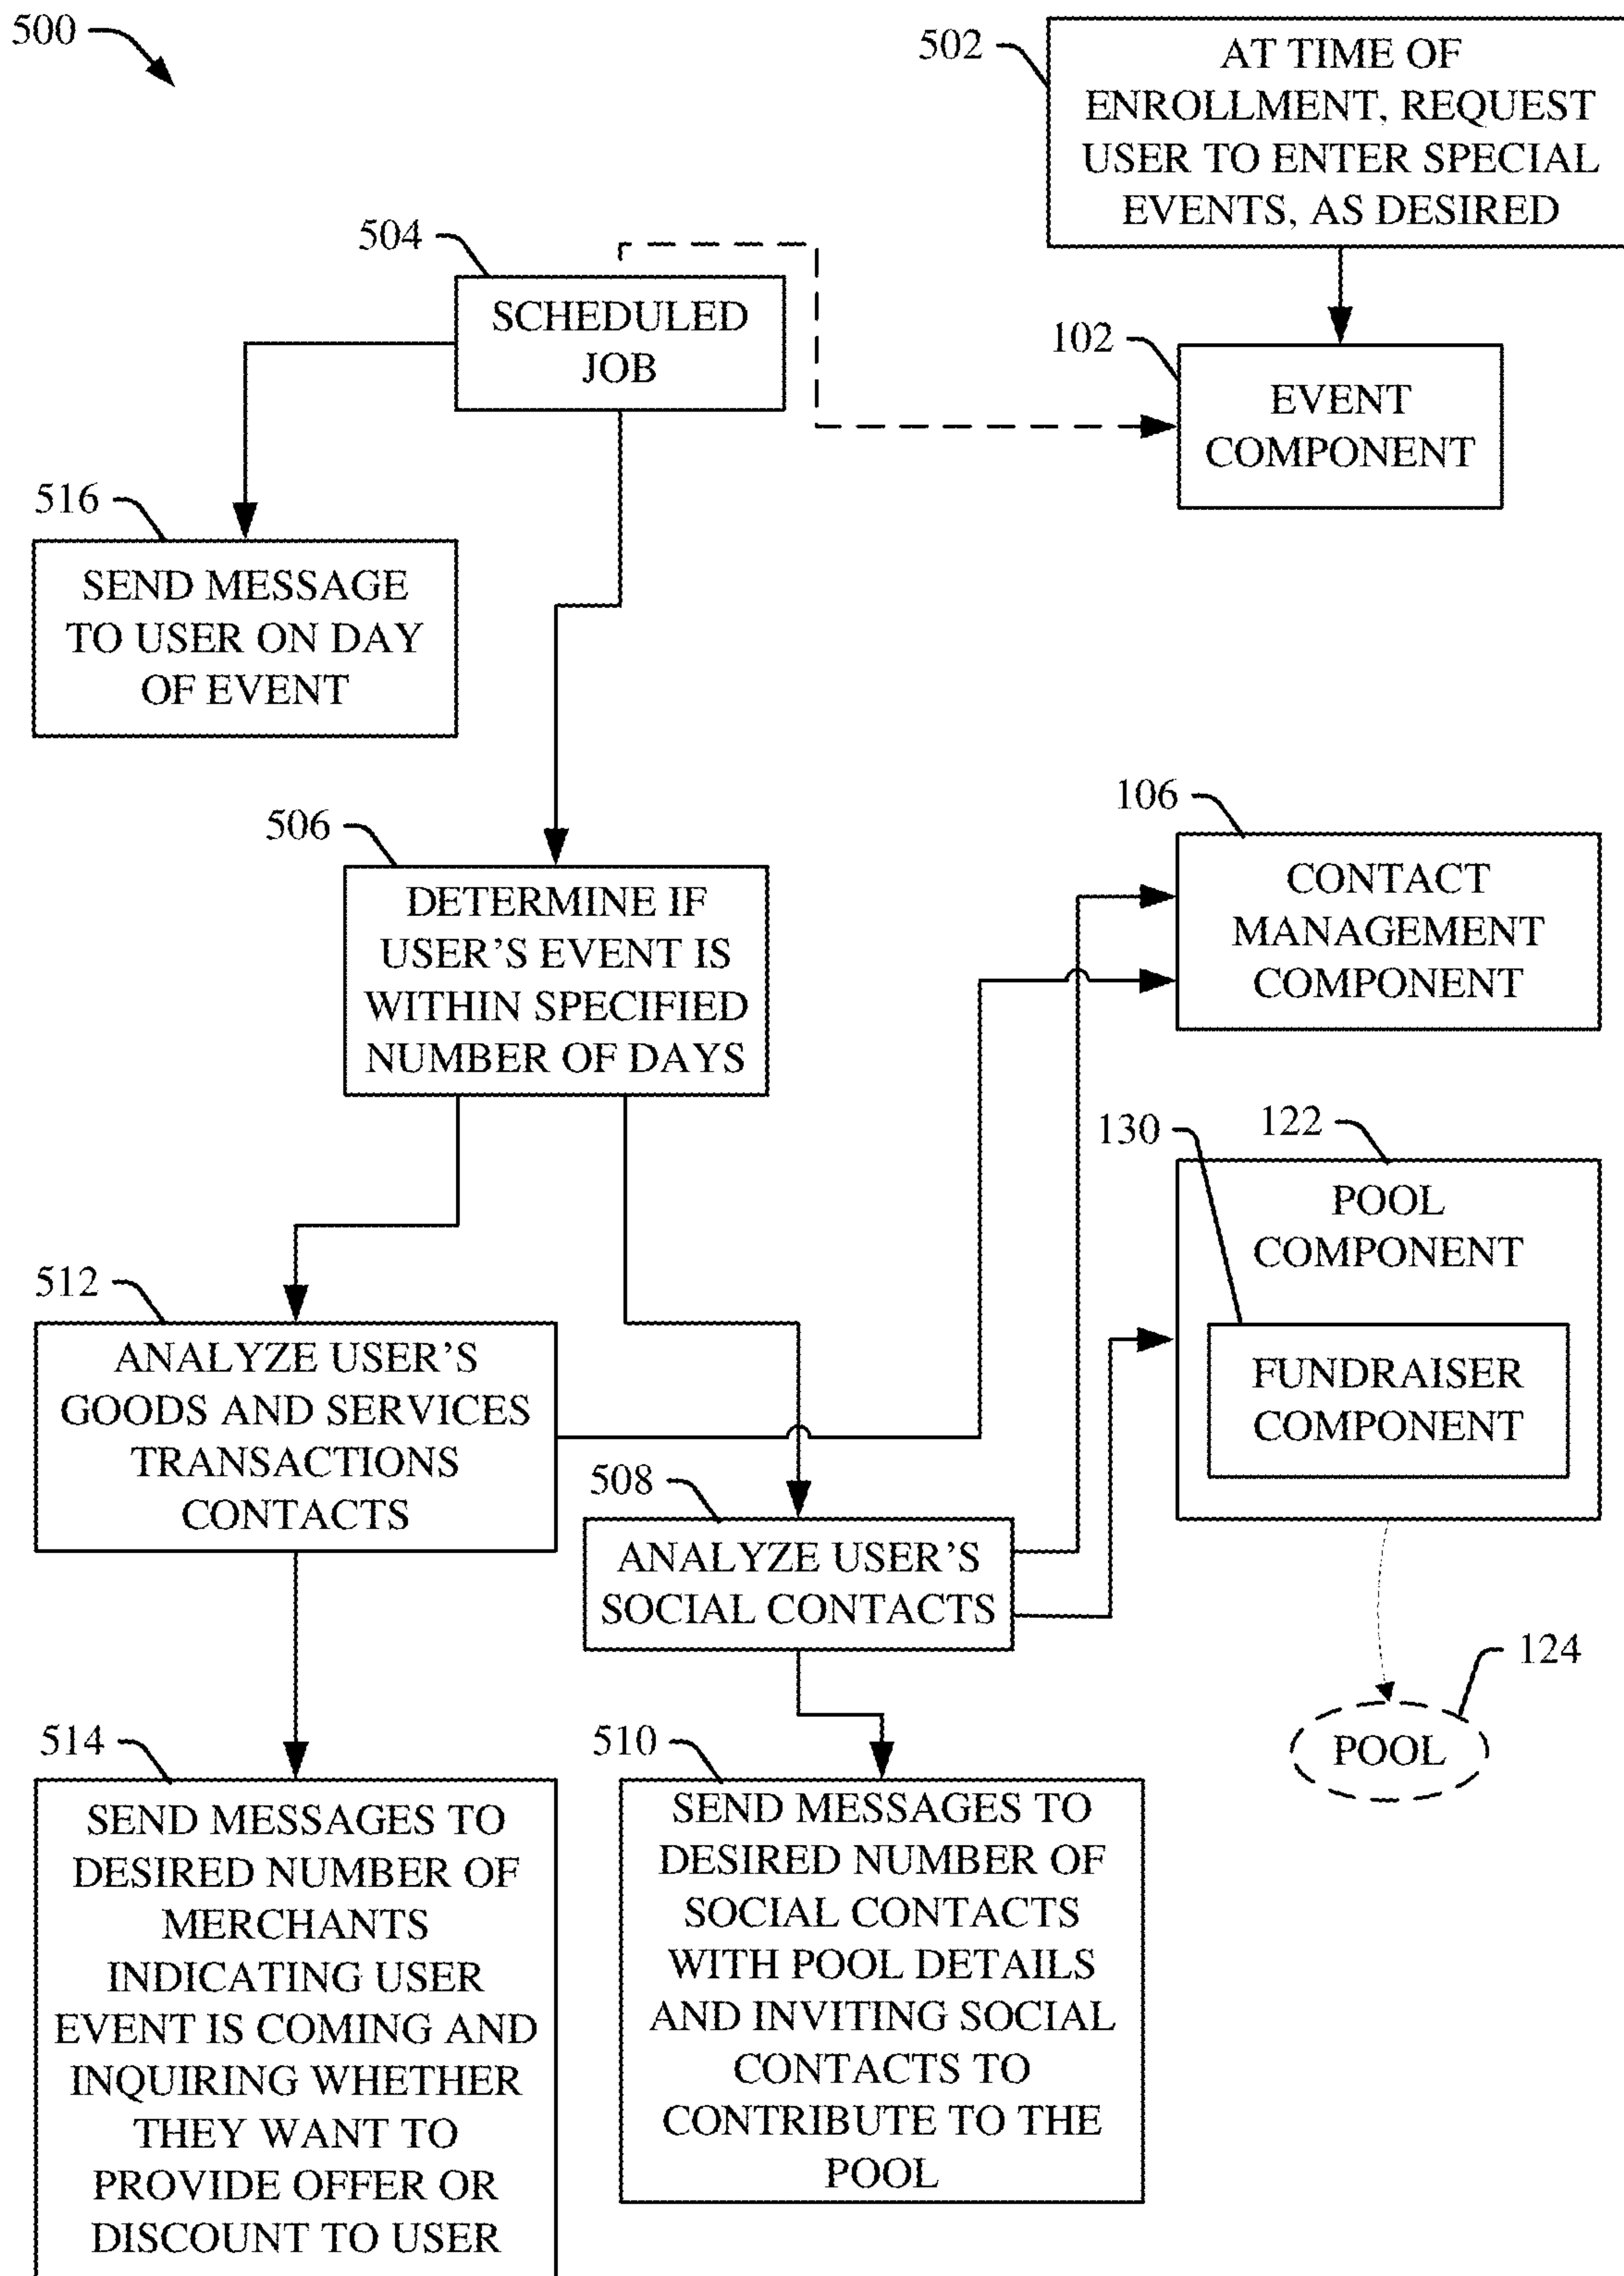 500
502
AT TIME OF
ENROLLMENT, REQUEST
USER TO ENTER SPECIAL
EVENTS, AS DESIRED
504
SCHEDULED
JOB
102
EVENT
COMPONENT
516
SEND MESSAGE
TO USER ON DAY
OF EVENT
506
DETERMINE IF
USER'S EVENT IS
WITHIN SPECIFIED
NUMBER OF DAYS
106
CONTACT
MANAGEMENT
COMPONENT
130
122
POOL
COMPONENT
FUNDRAISER
COMPONENT
512
ANALYZE USER'S
GOODS AND SERVICES
TRANSACTIONS
CONTACTS
508
ANALYZE USER'S
SOCIAL CONTACTS
124
POOL
514
SEND MESSAGES TO
DESIRED NUMBER OF
MERCHANTS
INDICATING USER
EVENT IS COMING AND
INQUIRING WHETHER
THEY WANT TO
PROVIDE OFFER OR
DISCOUNT TO USER
510
SEND MESSAGES TO
DESIRED NUMBER OF
SOCIAL CONTACTS
WITH POOL DETAILS
AND INVITING SOCIAL
CONTACTS TO
CONTRIBUTE TO THE
POOL